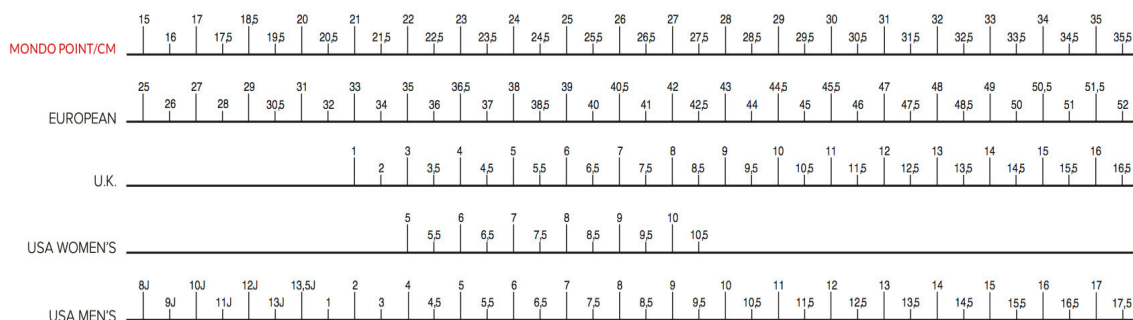 15 17 18,5 20 21 22 23 24 25 26 27 28 29 30 31 32 33 34 35
MONDO POINT/CM 16 17,5 19,5 20,5 21,5 22,5 23,5 24,5 25,5 26,5 27,5 28,5 29,5 30,5 31,5 32,5 33,5 34,5 35,5
25 27 29 31 33 35 36,5 38 39 40,5 42 43 44,5 45,5 47 48 49 50,5 51,5
EUROPEAN 26 28 30,5 32 34 36 37 38,5 40 41 42,5 44 45 46 47,5 48,5 50 51 52
1 3 4 5 6 7 8 9 10 11 12 13 14 15 16
U.K. 2 3,5 4,5 5,5 6,5 7,5 8,5 9,5 10,5 11,5 12,5 13,5 14,5 15,5 16,5
5 6 7 8 9 10
USA WOMEN'S 5,5 6,5 7,5 8,5 9,5 10,5
8J 10J 12J 13,5J 2 4 5 6 7 8 9 10 11 12 13 14 15 16 17
USA MEN'S 9J 11J 13J 1 3 4,5 5,5 6,5 7,5 8,5 9,5 10,5 11,5 12,5 13,5 14,5 15,5 16,5 17,5